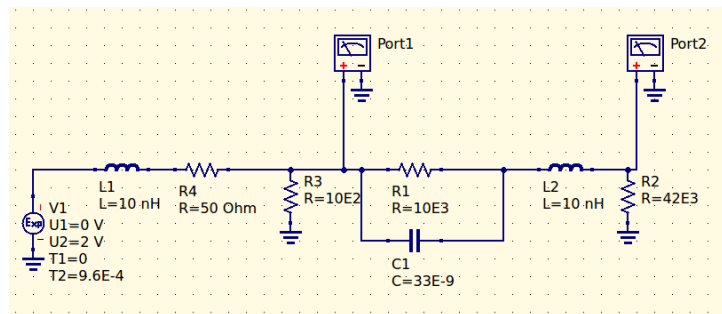 Port1
Port2
+ −
+ −
L1
L=10 nH
R4
R=50 Ohm
R3
R=10E2
R1
R=10E3
L2
L=10 nH
R2
R=42E3
Exp
V1
U1=0 V
U2=2 V
T1=0
T2=9.6E-4
C1
C=33E-9